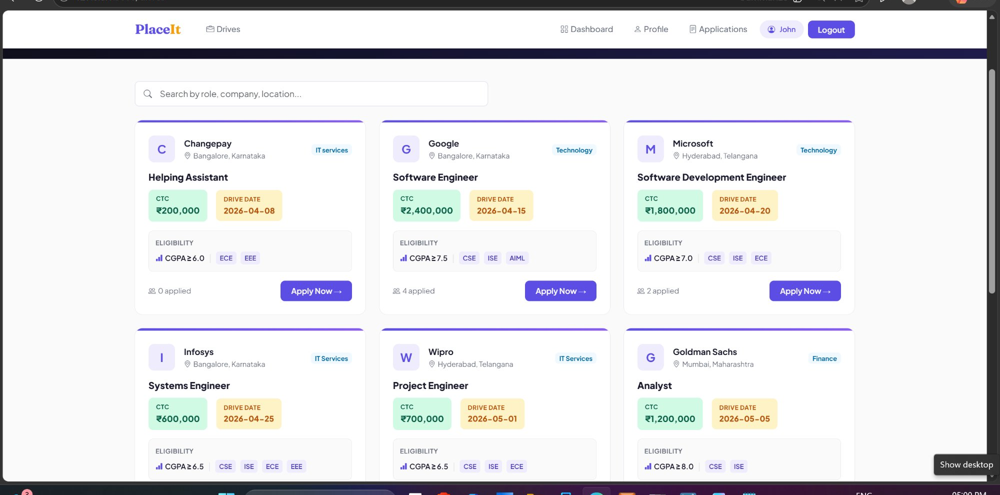 PlaceIt Drives Dashboard Profile Applications John Logout
Search by role, company, location...
C
Changepay
Bangalore, Karnataka
IT services
Helping Assistant
CTC
₹200,000
DRIVE DATE
2026-04-08
ELIGIBILITY
CGPA ≥ 6.0 ECE EEE
0 applied
Apply Now →
G
Google
Bangalore, Karnataka
Technology
Software Engineer
CTC
₹2,400,000
DRIVE DATE
2026-04-15
ELIGIBILITY
CGPA ≥ 7.5 CSE ISE AIML
4 applied
Apply Now →
M
Microsoft
Hyderabad, Telangana
Technology
Software Development Engineer
CTC
₹1,800,000
DRIVE DATE
2026-04-20
ELIGIBILITY
CGPA ≥ 7.0 CSE ISE ECE
2 applied
Apply Now →
I
Infosys
Bangalore, Karnataka
IT Services
Systems Engineer
CTC
₹600,000
DRIVE DATE
2026-04-25
ELIGIBILITY
CGPA ≥ 6.5 CSE ISE ECE EEE
W
Wipro
Hyderabad, Telangana
IT Services
Project Engineer
CTC
₹700,000
DRIVE DATE
2026-05-01
ELIGIBILITY
CGPA ≥ 6.5 CSE ISE ECE
G
Goldman Sachs
Mumbai, Maharashtra
Finance
Analyst
CTC
₹1,200,000
DRIVE DATE
2026-05-05
ELIGIBILITY
CGPA ≥ 8.0 CSE ISE
Show desktop
ENG
05:00 PM